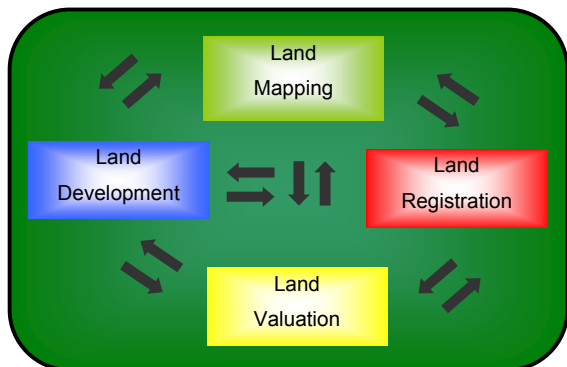 Land
Mapping
Land
Development
Land
Registration
Land
Valuation